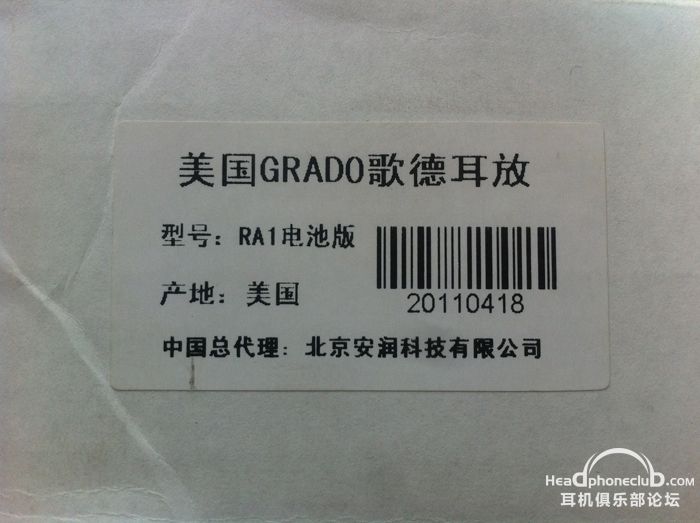 美国GRADO歌德耳放
型号：RA1电池版
产地：美国
20110418
中国总代理：北京安润科技有限公司
Headphoneclub.com
耳机俱乐部论坛